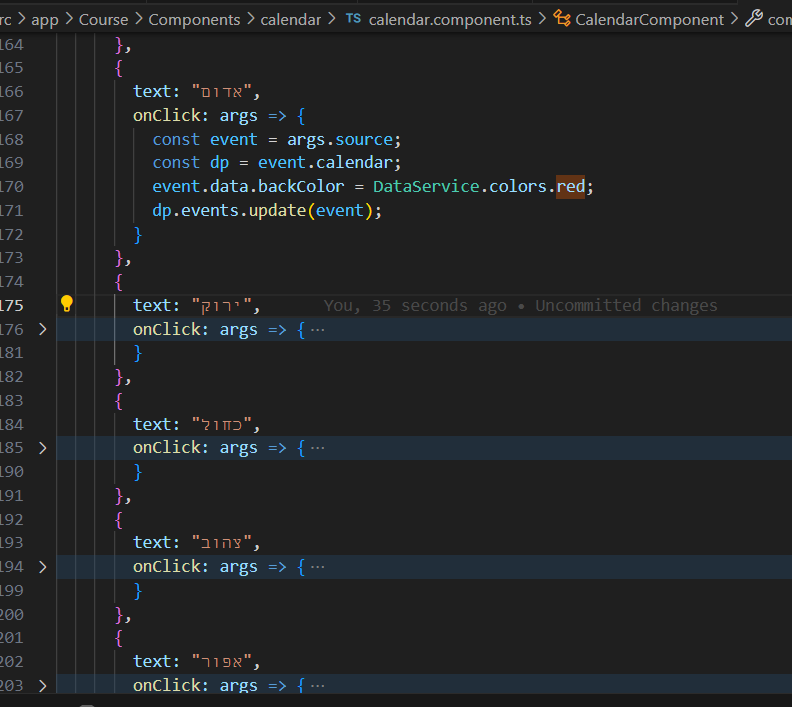 rc > app > Course > Components > calendar > TS calendar.component.ts > CalendarComponent > con
164 },
165 {
166 text: "אדום",
167 onClick: args => {
168 const event = args.source;
169 const dp = event.calendar;
170 event.data.backColor = DataService.colors.red;
171 dp.events.update(event);
172 }
173 },
174 {
175 text: "ירוק", You, 35 seconds ago • Uncommitted changes
176 > onClick: args => { ···
181 }
182 },
183 {
184 text: "כחול",
185 > onClick: args => { ···
190 }
191 },
192 {
193 text: "צהוב",
194 > onClick: args => { ···
199 }
200 },
201 {
202 text: "אפור",
203 > onClick: args => { ···